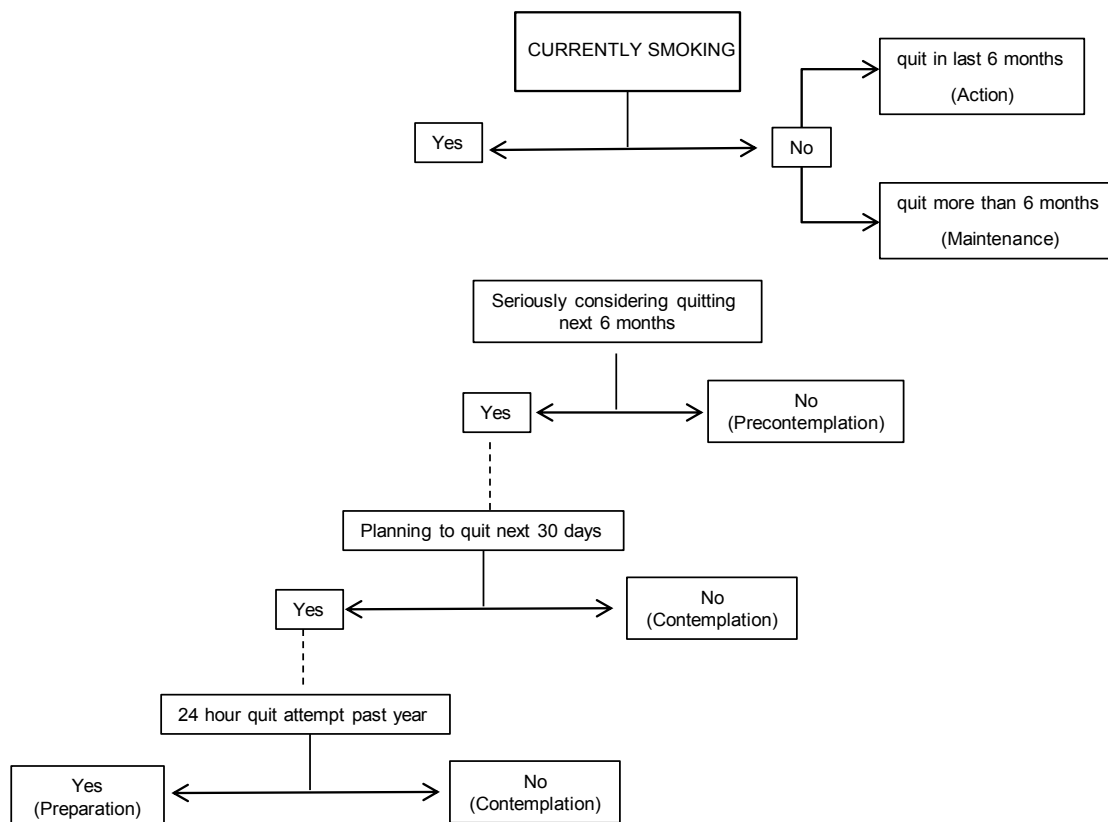 CURRENTLY SMOKING
quit in last 6 months
(Action)
Yes
No
quit more than 6 months
(Maintenance)
Seriously considering quitting
next 6 months
Yes
No
(Precontemplation)
Planning to quit next 30 days
Yes
No
(Contemplation)
24 hour quit attempt past year
Yes
(Preparation)
No
(Contemplation)